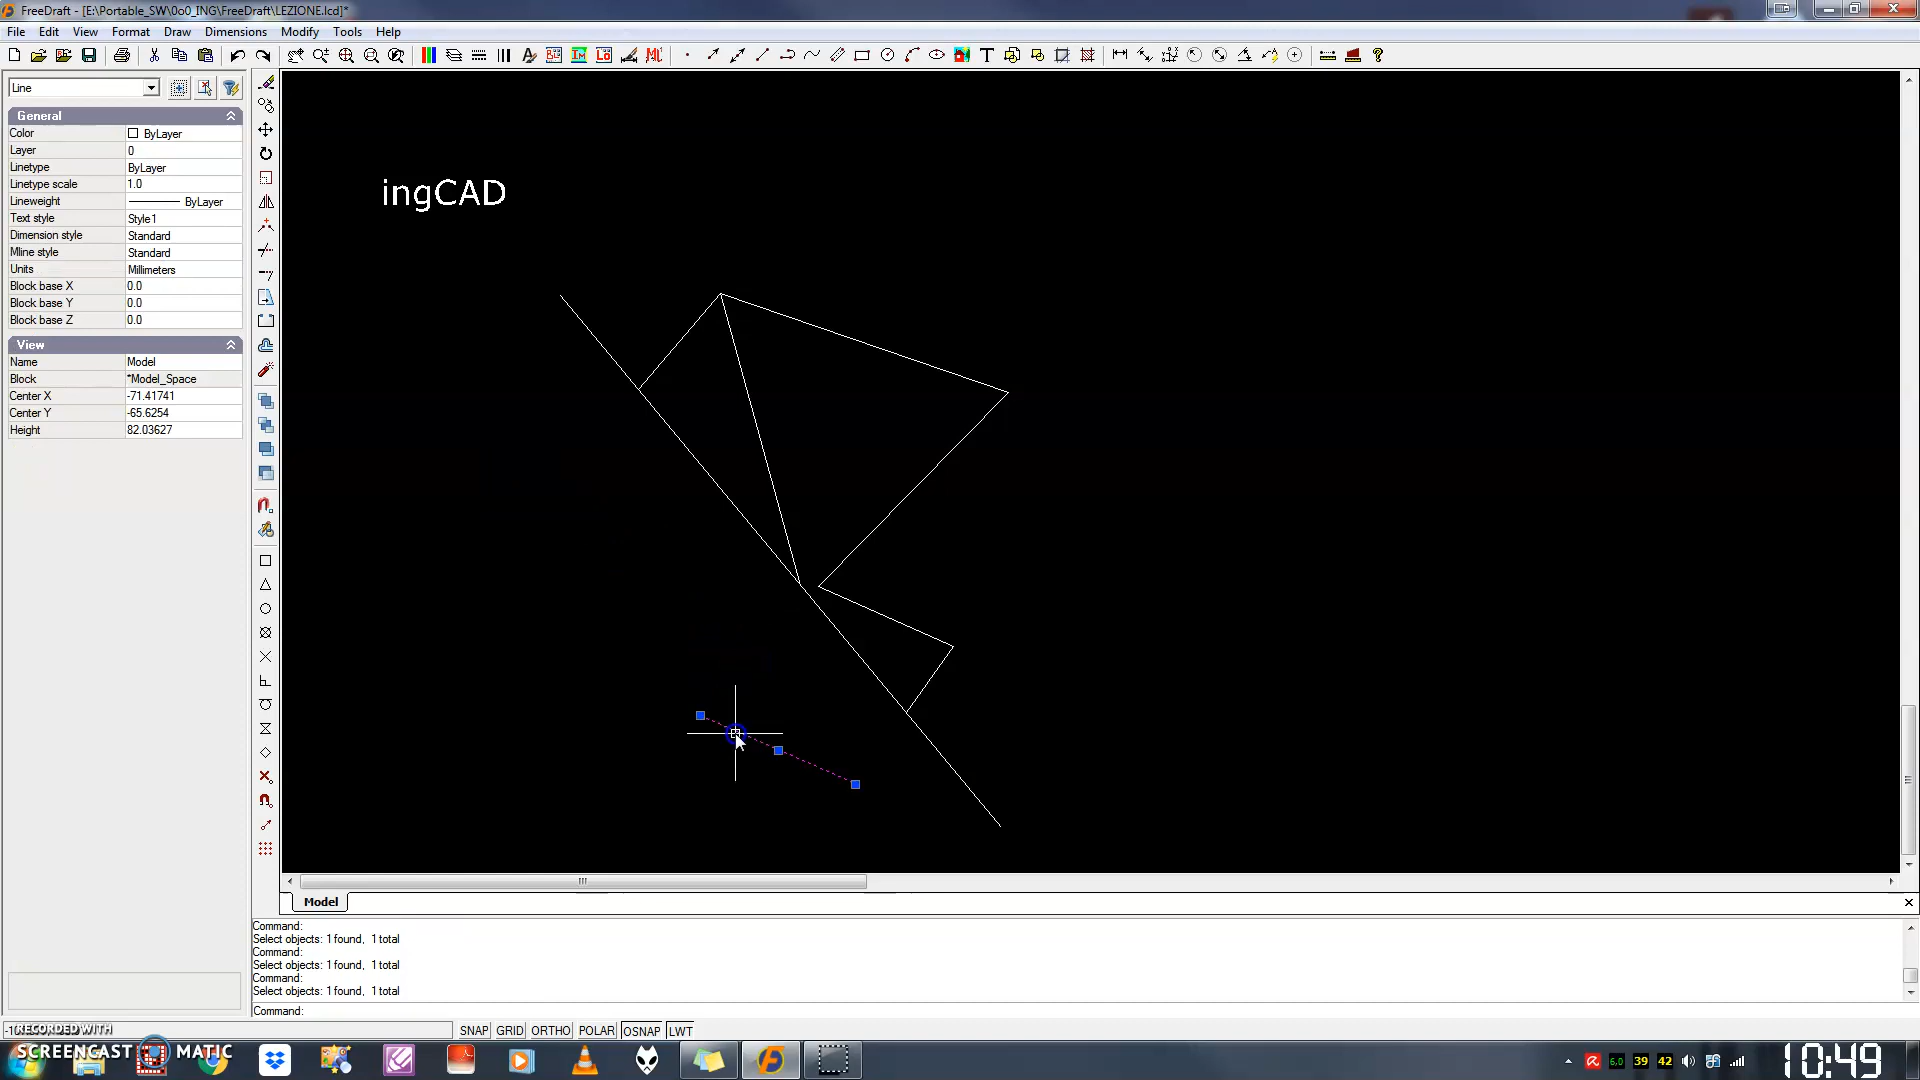 FreeDraft - [E:\Portable_SW\0o0_ING\FreeDraft\LEZIONE.lcd]*
File Edit View Format Draw Dimensions Modify Tools Help
Line
General
Color ByLayer
Layer 0
Linetype ByLayer
Linetype scale 1.0
Lineweight ByLayer
Text style Style1
Dimension style Standard
Mline style Standard
Units Millimeters
Block base X 0.0
Block base Y 0.0
Block base Z 0.0
View
Name Model
Block *Model_Space
Center X -71.41741
Center Y -65.6254
Height 82.03627
ingCAD
Model
Command:
Select objects: 1 found, 1 total
Command:
Select objects: 1 found, 1 total
Command:
Select objects: 1 found, 1 total
Command:
SNAP GRID ORTHO POLAR OSNAP LWT
RECORDED WITH
SCREENCAST MATIC
6,0 39 42 10:49